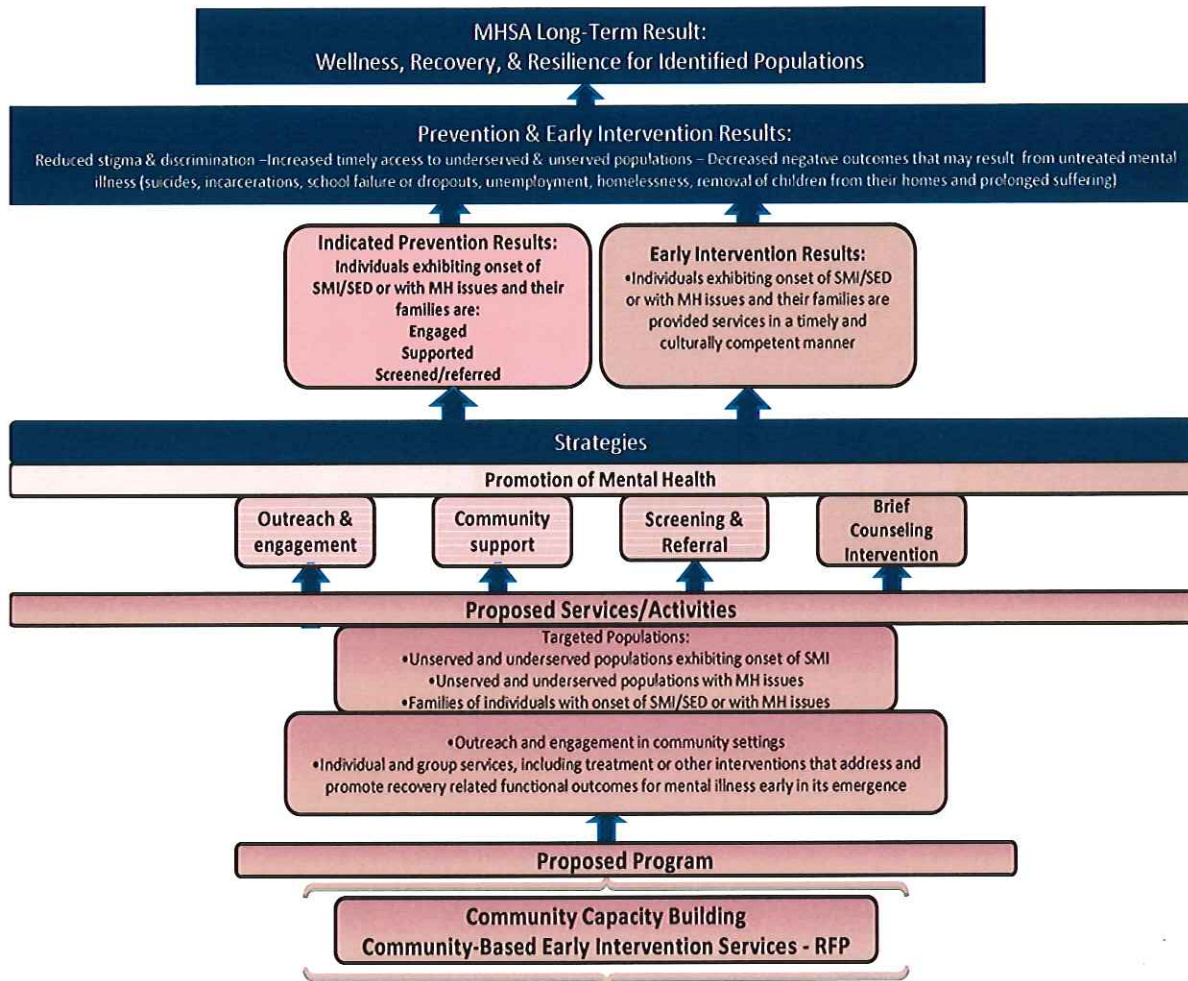 MHSA Long-Term Result:
Wellness, Recovery, & Resilience for Identified Populations
Prevention & Early Intervention Results:
Reduced stigma & discrimination –Increased timely access to underserved & unserved populations – Decreased negative outcomes that may result from untreated mental
illness (suicides, incarcerations, school failure or dropouts, unemployment, homelessness, removal of children from their homes and prolonged suffering)
Indicated Prevention Results:
Individuals exhibiting onset of
SMI/SED or with MH issues and their
families are:
Engaged
Supported
Screened/referred
Early Intervention Results:
•Individuals exhibiting onset of SMI/SED
or with MH issues and their families are
provided services in a timely and
culturally competent manner
Strategies
Promotion of Mental Health
Outreach &
engagement
Community
support
Screening &
Referral
Brief
Counseling
Intervention
Proposed Services/Activities
Targeted Populations:
•Unserved and underserved populations exhibiting onset of SMI
•Unserved and underserved populations with MH issues
•Families of individuals with onset of SMI/SED or with MH issues
•Outreach and engagement in community settings
•Individual and group services, including treatment or other interventions that address and
promote recovery related functional outcomes for mental illness early in its emergence
Proposed Program
Community Capacity Building
Community-Based Early Intervention Services - RFP